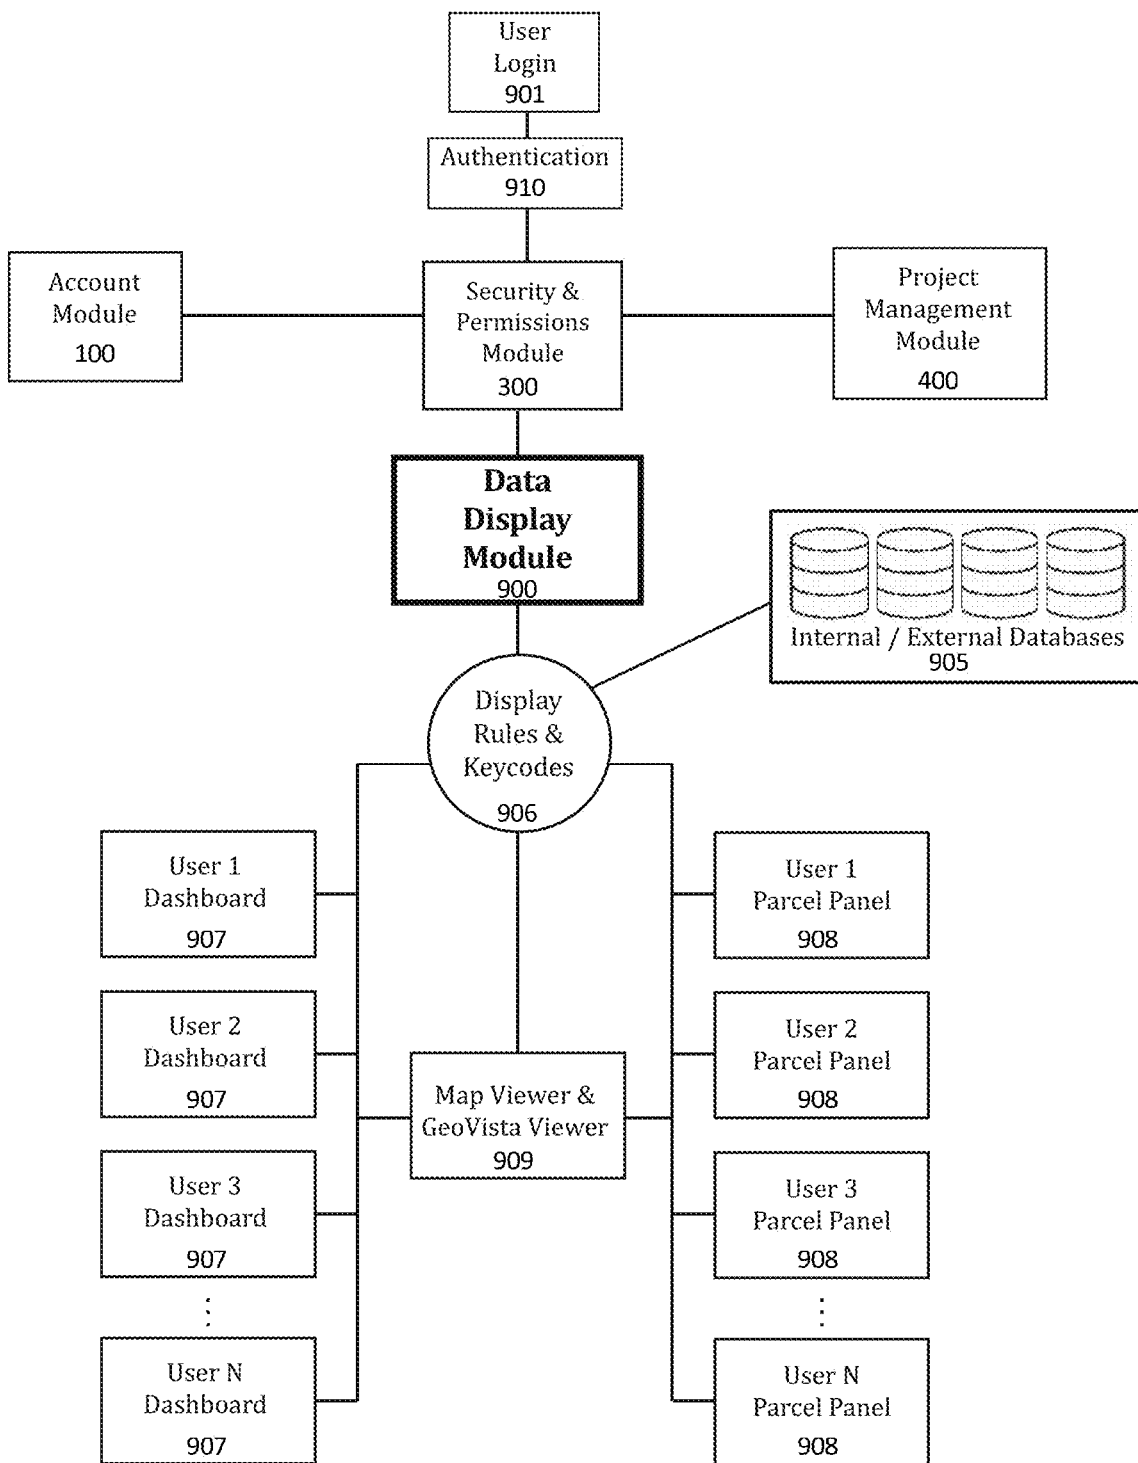 User
Login
901
Authentication
910
Account
Module
100
Security &
Permissions
Module
300
Project
Management
Module
400
Data
Display
Module
900
Internal / External Databases
905
Display
Rules &
Keycodes
906
User 1
Dashboard
907
User 1
Parcel Panel
908
User 2
Dashboard
907
User 2
Parcel Panel
908
Map Viewer &
GeoVista Viewer
909
User 3
Dashboard
907
User 3
Parcel Panel
908
User N
Dashboard
907
User N
Parcel Panel
908